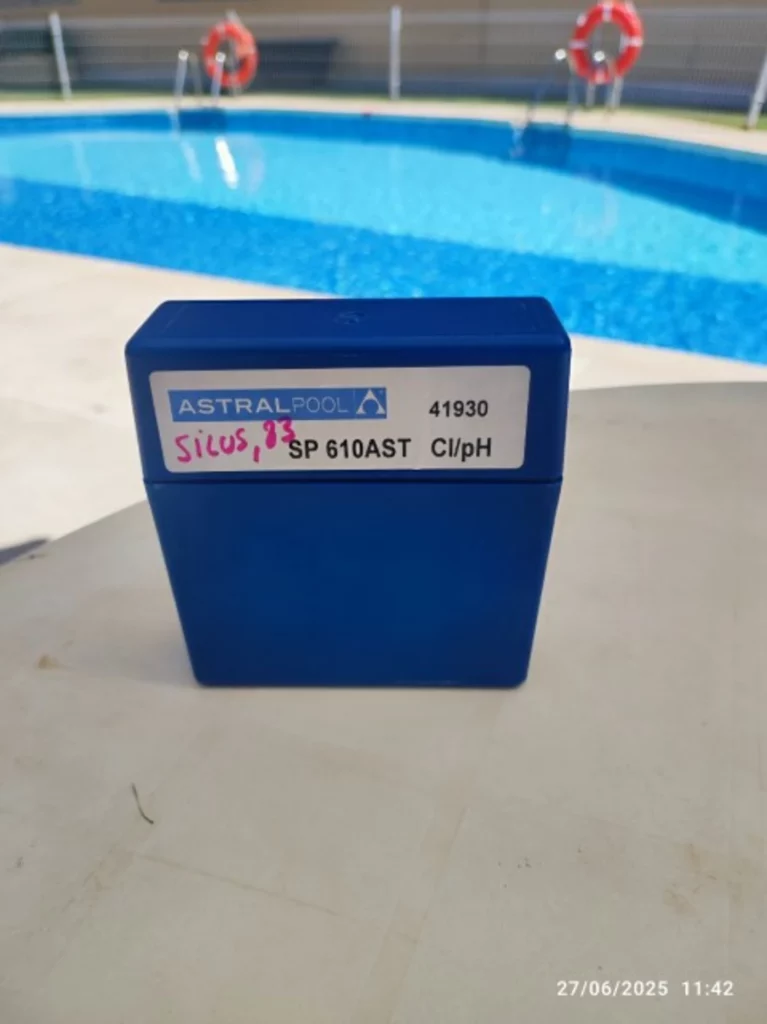 ASTRALPOOL
41930
Silus, 83
SP 610AST Cl/pH
27/06/2025 11:42